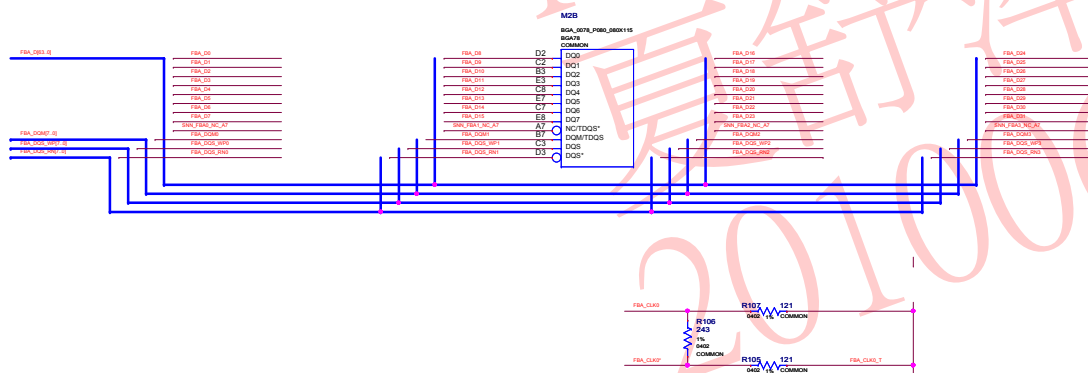 M2B
BGA_0078_P080_080X115
BGA78
COMMON
FBA_D[63..0]
FBA_D0
FBA_D1
FBA_D2
FBA_D3
FBA_D4
FBA_D5
FBA_D6
FBA_D7
SNN_FBA0_NC_A7
FBA_DQM0
FBA_DQS_WP0
FBA_DQS_RN0
FBA_DQM[7..0]
FBA_DQS_WP[7..0]
FBA_DQS_RN[7..0]
FBA_D8
FBA_D9
FBA_D10
FBA_D11
FBA_D12
FBA_D13
FBA_D14
FBA_D15
SNN_FBA1_NC_A7
FBA_DQM1
FBA_DQS_WP1
FBA_DQS_RN1
D2 DQ0
C2 DQ1
B3 DQ2
E3 DQ3
C8 DQ4
E7 DQ5
C7 DQ6
E8 DQ7
A7 NC/TDQS*
B7 DQM/TDQS
C3 DQS
D3 DQS*
FBA_D16
FBA_D17
FBA_D18
FBA_D19
FBA_D20
FBA_D21
FBA_D22
FBA_D23
SNN_FBA2_NC_A7
FBA_DQM2
FBA_DQS_WP2
FBA_DQS_RN2
FBA_D24
FBA_D25
FBA_D26
FBA_D27
FBA_D28
FBA_D29
FBA_D30
FBA_D31
SNN_FBA3_NC_A7
FBA_DQM3
FBA_DQS_WP3
FBA_DQS_RN3
FBA_CLK0
R107 121
0402 1% COMMON
R106
243
1%
0402
COMMON
FBA_CLK0*
R105 121
0402 1% COMMON
FBA_CLK0_T